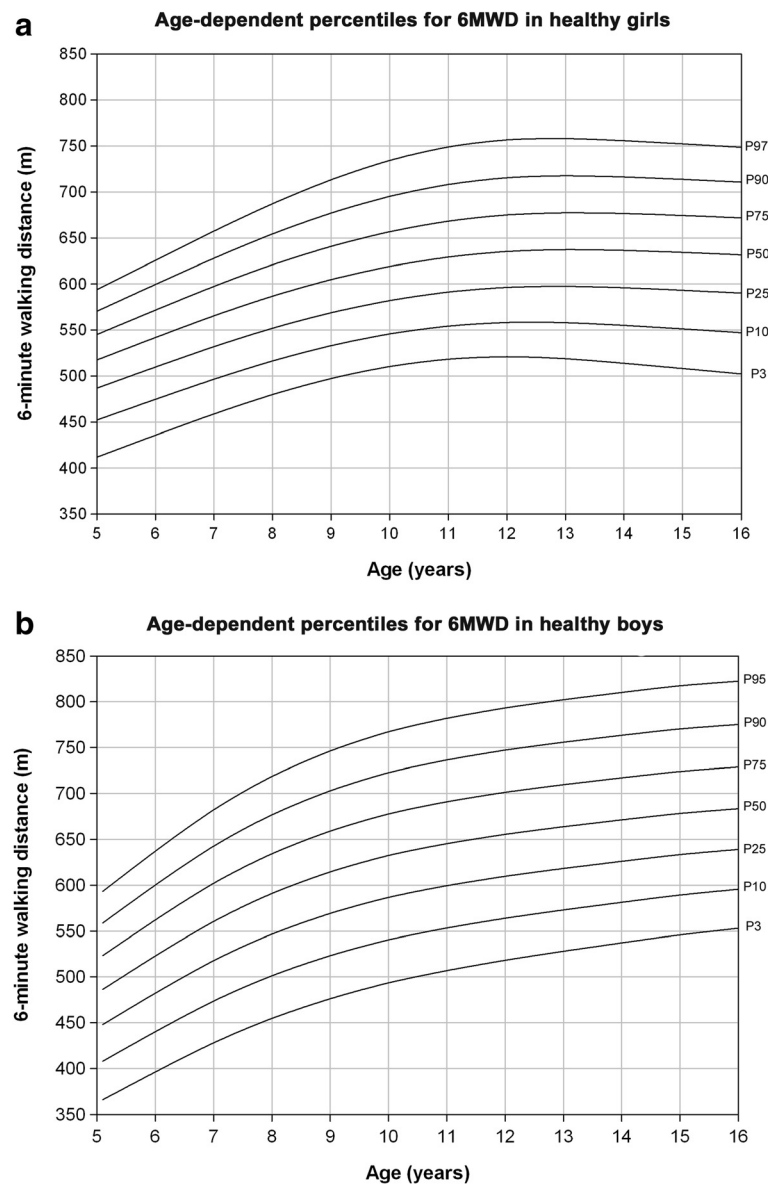 a
Age-dependent percentiles for 6MWD in healthy girls
850
800
750
700
650
600
550
500
450
400
350
6-minute walking distance (m)
P97
P90
P75
P50
P25
P10
P3
5 6 7 8 9 10 11 12 13 14 15 16
Age (years)
b
Age-dependent percentiles for 6MWD in healthy boys
850
800
750
700
650
600
550
500
450
400
350
6-minute walking distance (m)
P95
P90
P75
P50
P25
P10
P3
5 6 7 8 9 10 11 12 13 14 15 16
Age (years)